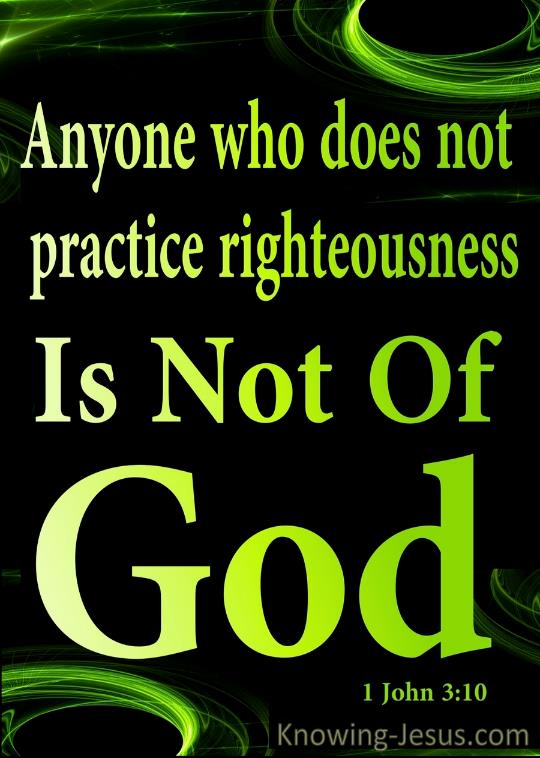 Anyone who does not
practice righteousness
Is Not Of
God
1 John 3:10
Knowing-Jesus.com